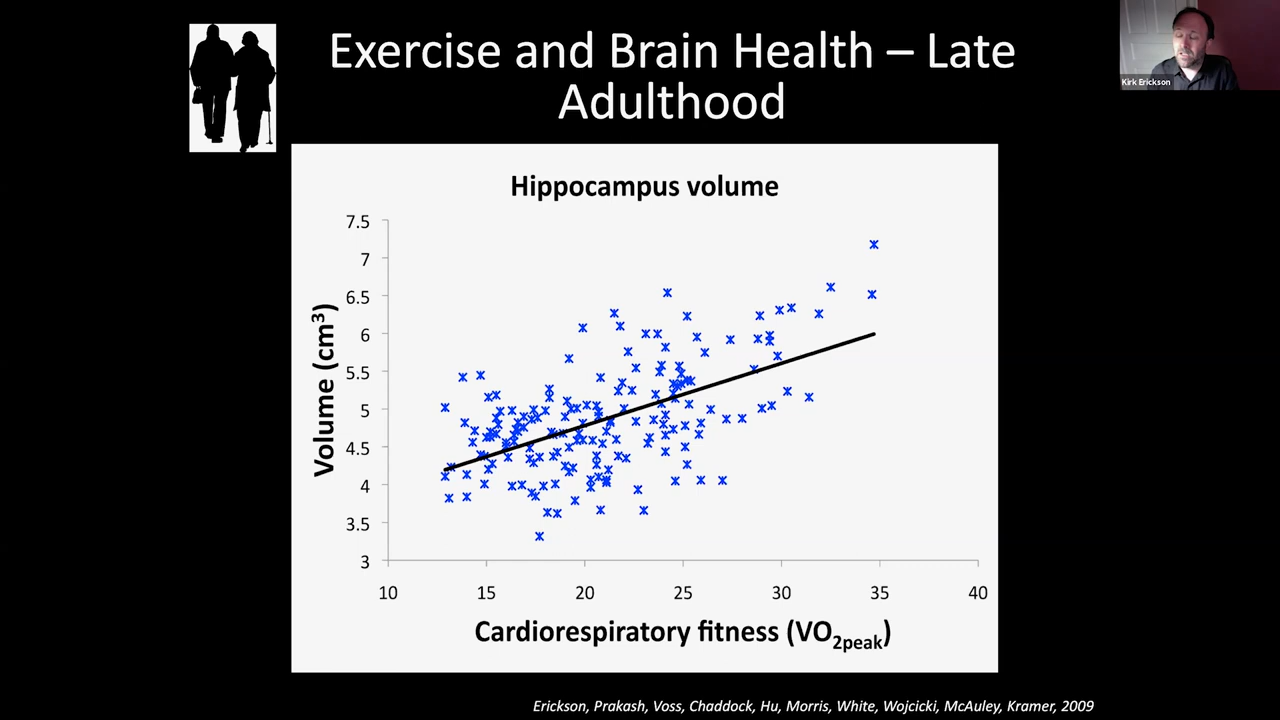 Exercise and Brain Health – Late
Adulthood
Kirk Erickson
Hippocampus volume
7.5
7
6.5
6
5.5
5
4.5
4
3.5
3
Volume (cm³)
10 15 20 25 30 35 40
Cardiorespiratory fitness (VO₂peak)
Erickson, Prakash, Voss, Chaddock, Hu, Morris, White, Wojcicki, McAuley, Kramer, 2009